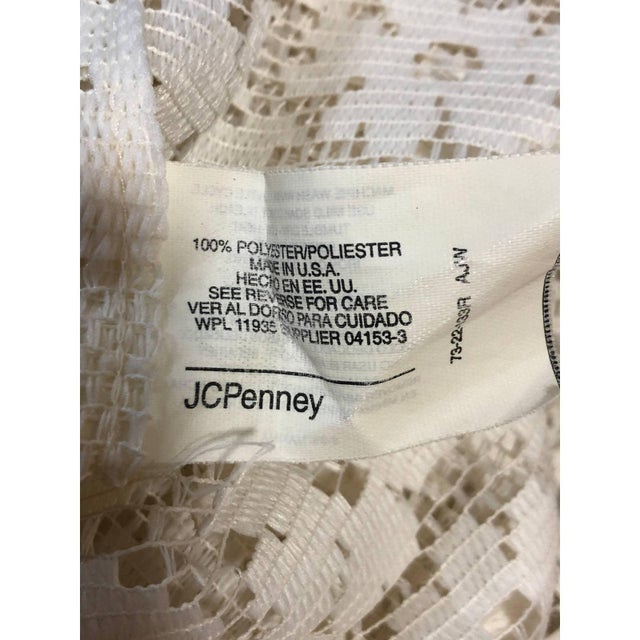 100% POLYESTER/POLIESTER
MADE IN U.S.A.
HECHO EN EE. UU.
SEE REVERSE FOR CARE
VER AL DORSO PARA CUIDADO
WPL 11935 SUPPLIER 04153-3
JCPenney
AJW